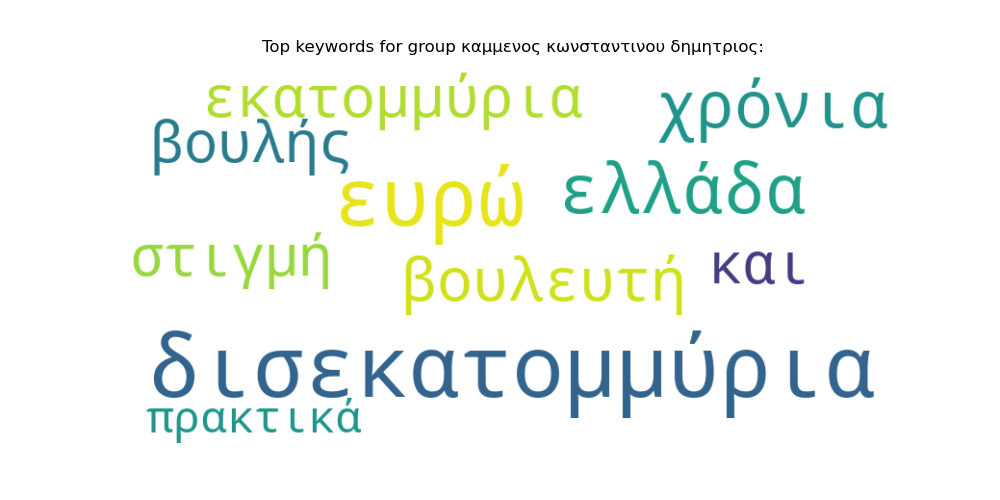 Top keywords for group καμμενος κωνσταντινου δημητριος:
εκατομμύρια
χρόνια
βουλής
ευρώ
ελλάδα
στιγμή
βουλευτή
και
δισεκατομμύρια
πρακτικά